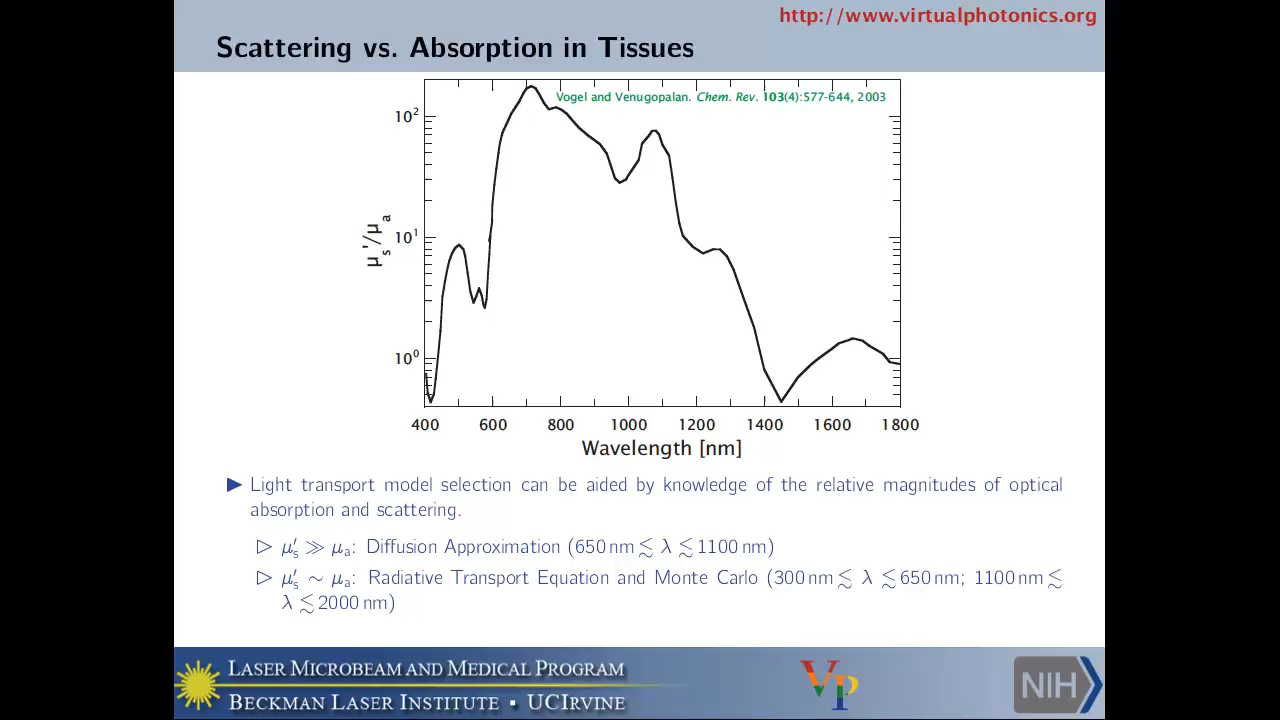 http://www.virtualphotonics.org
Scattering vs. Absorption in Tissues
Vogel and Venugopalan. Chem. Rev. 103(4):577-644, 2003
10²
10¹
10⁰
μs'/μa
400 600 800 1000 1200 1400 1600 1800
Wavelength [nm]
▶ Light transport model selection can be aided by knowledge of the relative magnitudes of optical
absorption and scattering.
▷ μ′s ≫ μa: Diffusion Approximation (650 nm ≲ λ ≲ 1100 nm)
▷ μ′s ∼ μa: Radiative Transport Equation and Monte Carlo (300 nm ≲ λ ≲ 650 nm; 1100 nm ≲
λ ≲ 2000 nm)
LASER MICROBEAM AND MEDICAL PROGRAM
BECKMAN LASER INSTITUTE ▪ UCIRVINE
VP
NIH